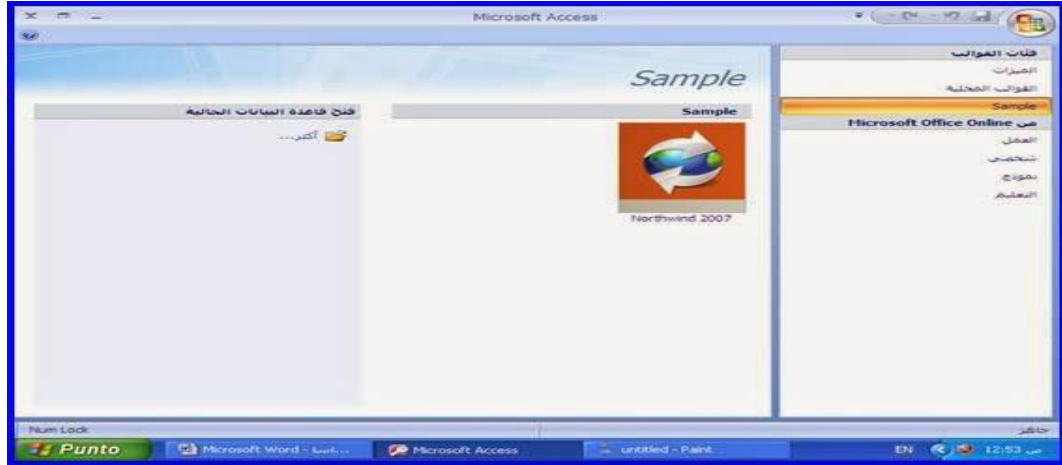 Microsoft Access
فئات القوالب
الميزات
القوالب المحلية
Sample
من Microsoft Office Online
العمل
شخصي
نموذج
التعليم
Sample
Sample
Northwind 2007
فتح قاعدة البيانات الحالية
أكثر...
حاضر
Num Lock
Punto
Microsoft Word -
Microsoft Access
untitled - Paint
EN
12:53 ص